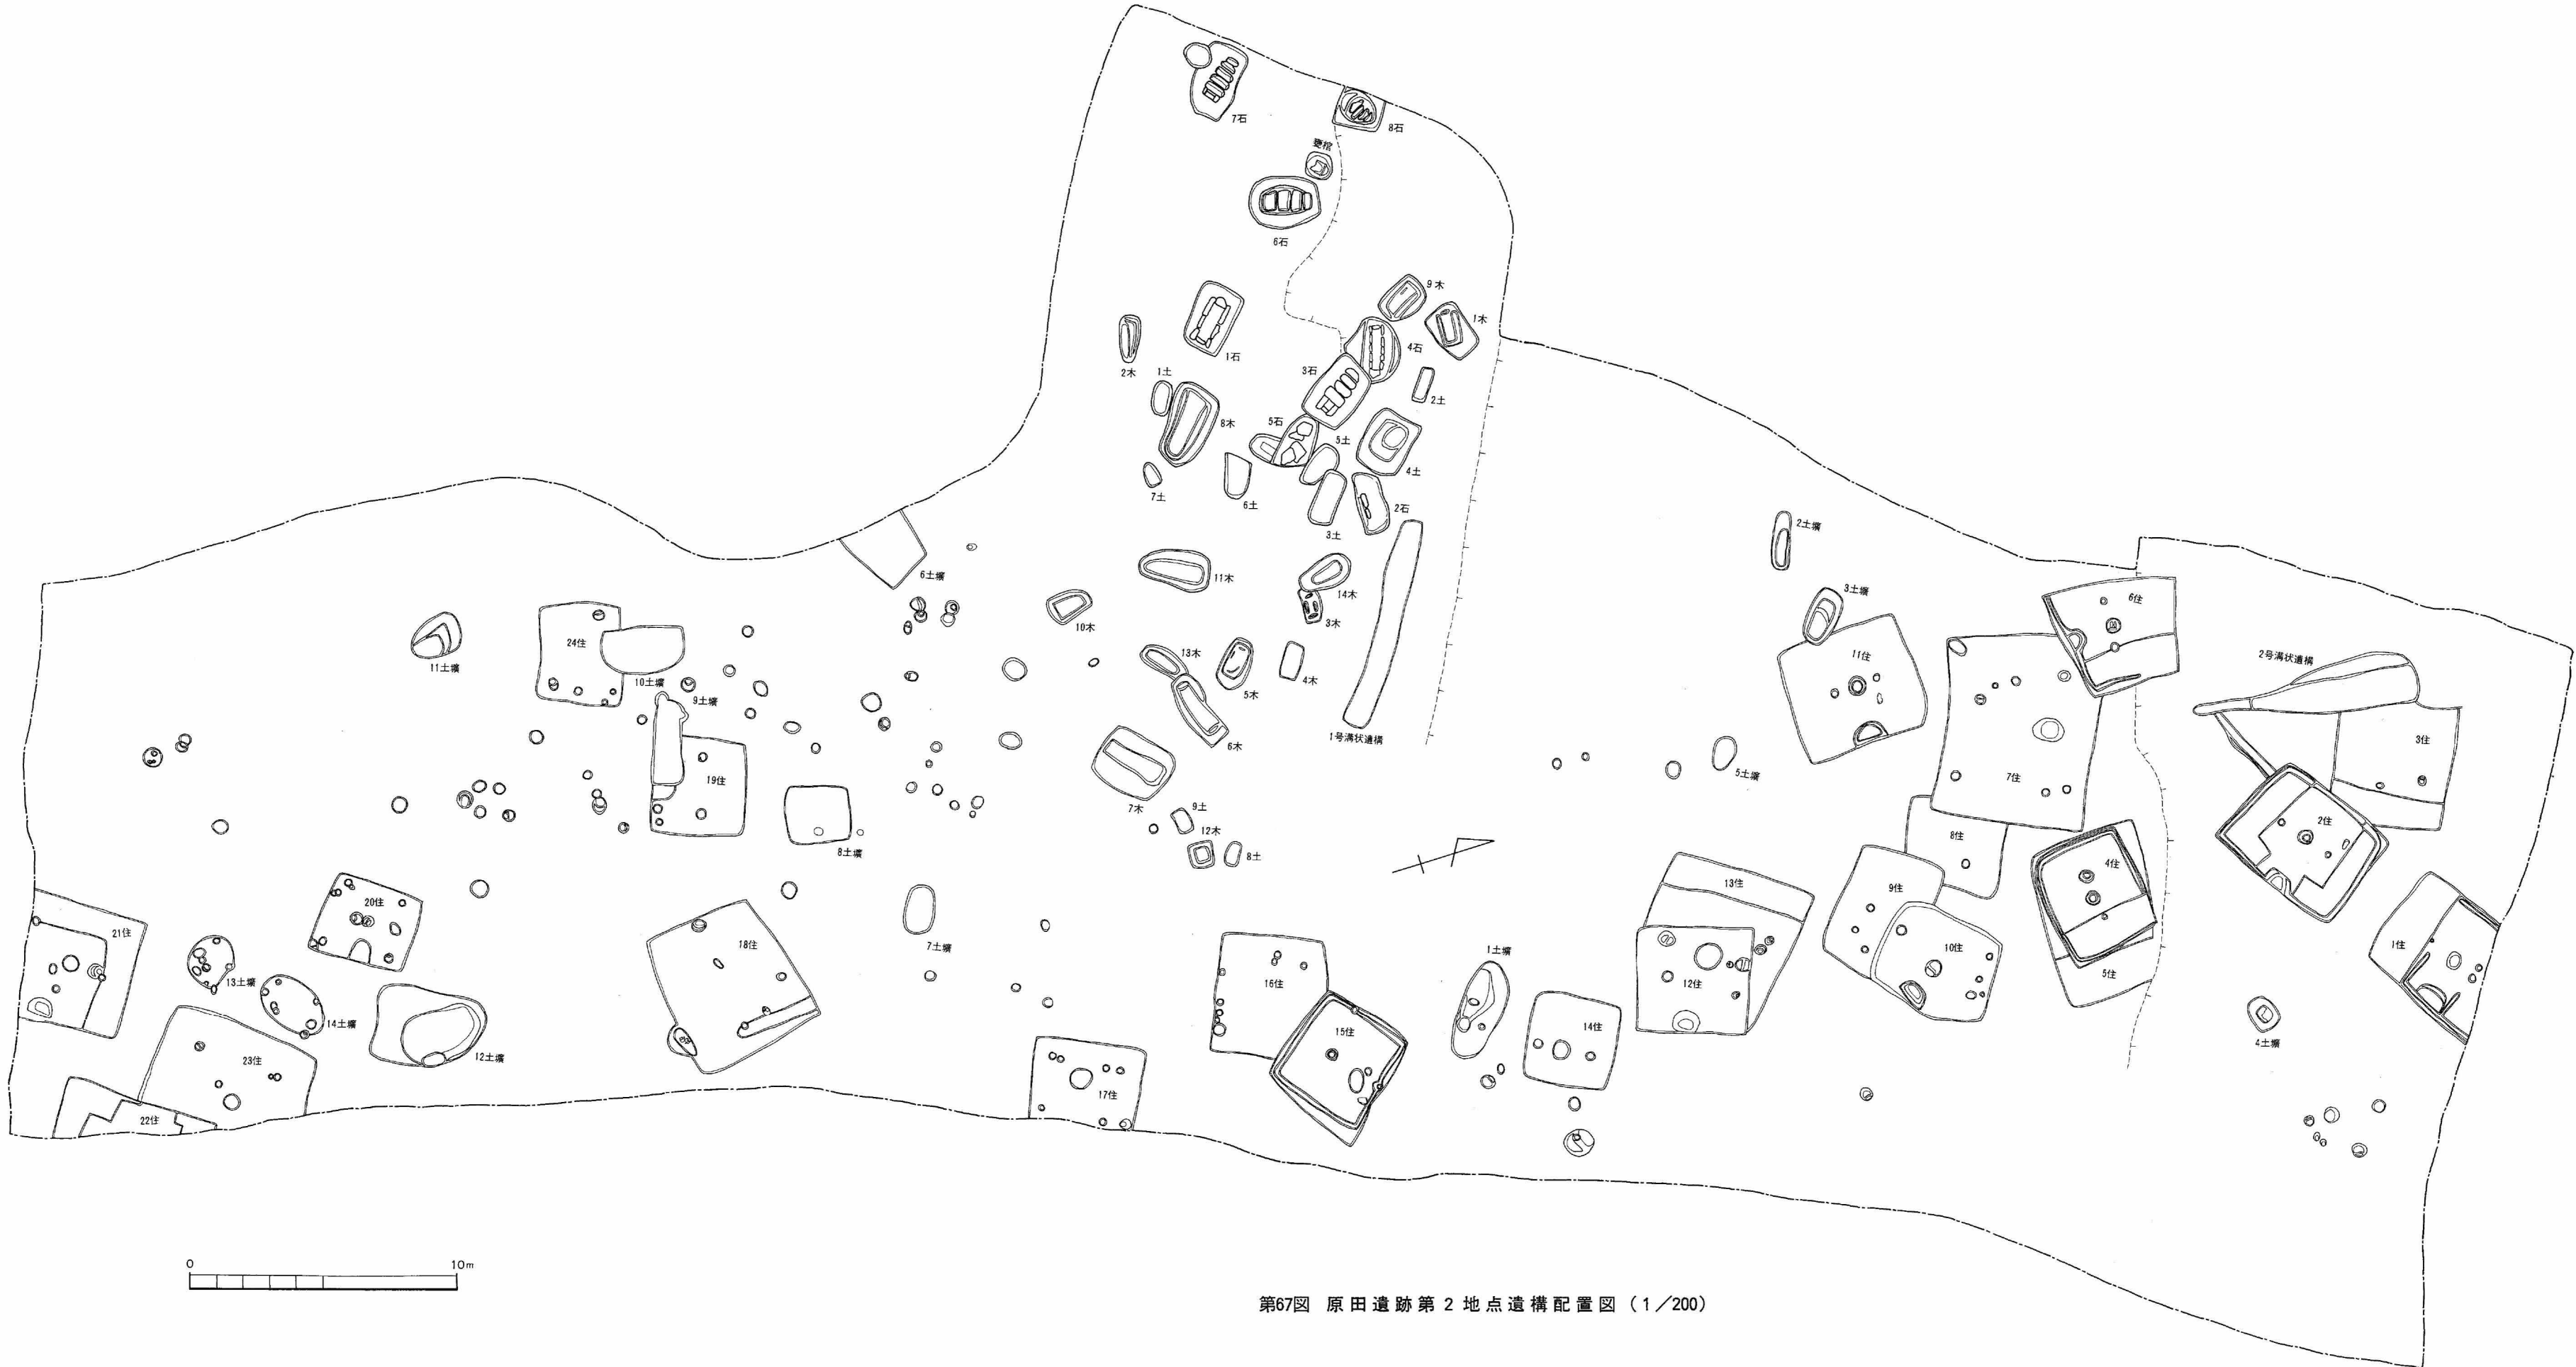 7石
8石
甕棺
6石
9木
1木
1石
4石
2木
1土
3石
2土
8木
5石
5土
4土
7土
6土
2石
3土
2土壙
6土壙
11木
14木
3土壙
6住
10木
3木
24住
11土壙
13木
11住
2号溝状遺構
10土壙
5木
4木
9土壙
6木
1号溝状遺構
3住
5土壙
19住
7住
7木
9土
2住
12木
8土
8住
8土壙
4住
13住
9住
20住
21住
18住
7土壙
1土壙
10住
1住
16住
12住
5住
13土壙
14土壙
15住
14住
4土壙
12土壙
23住
17住
22住
0 10m
第67図 原田遺跡第2地点遺構配置図(1/200)